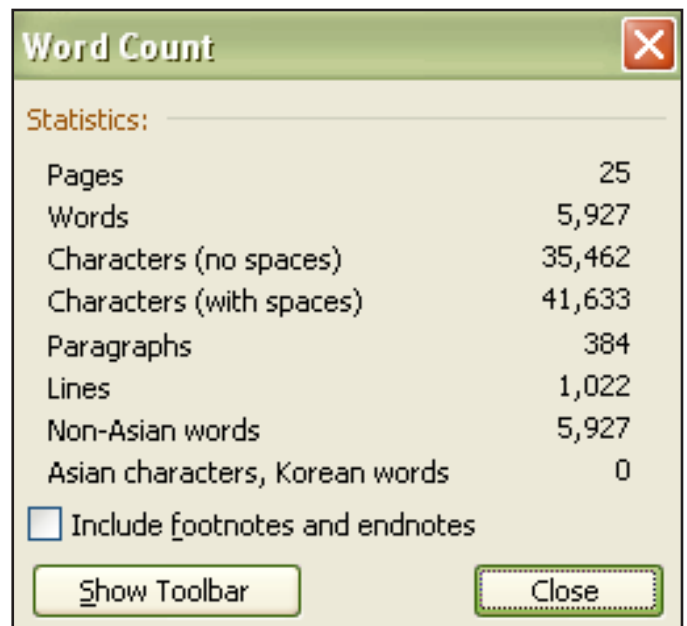 Word Count
Statistics:
Pages 25
Words 5,927
Characters (no spaces) 35,462
Characters (with spaces) 41,633
Paragraphs 384
Lines 1,022
Non-Asian words 5,927
Asian characters, Korean words 0
Include footnotes and endnotes
Show Toolbar Close